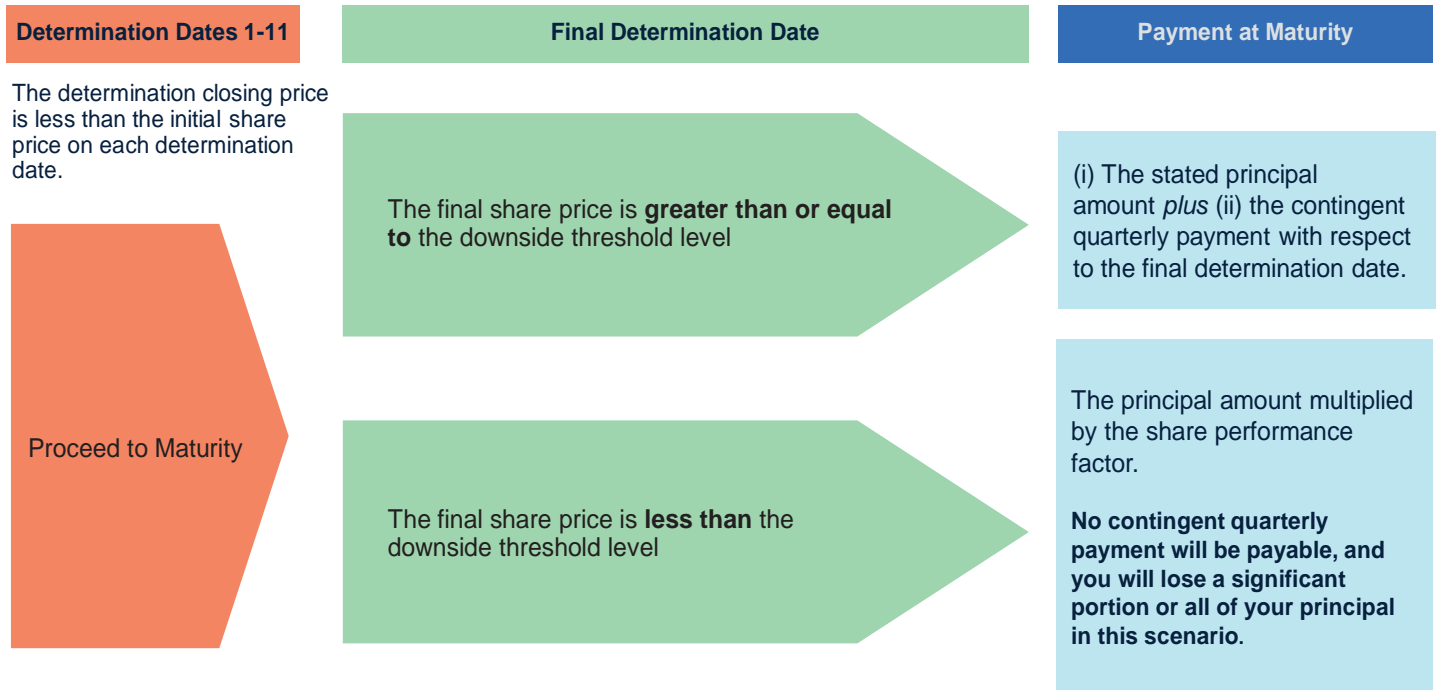 Determination Dates 1-11
Final Determination Date
Payment at Maturity
The determination closing price
is less than the initial share
price on each determination
date.
Proceed to Maturity
The final share price is greater than or equal
to the downside threshold level
(i) The stated principal
amount plus (ii) the contingent
quarterly payment with respect
to the final determination date.
The final share price is less than the
downside threshold level
The principal amount multiplied
by the share performance
factor.
No contingent quarterly
payment will be payable, and
you will lose a significant
portion or all of your principal
in this scenario.